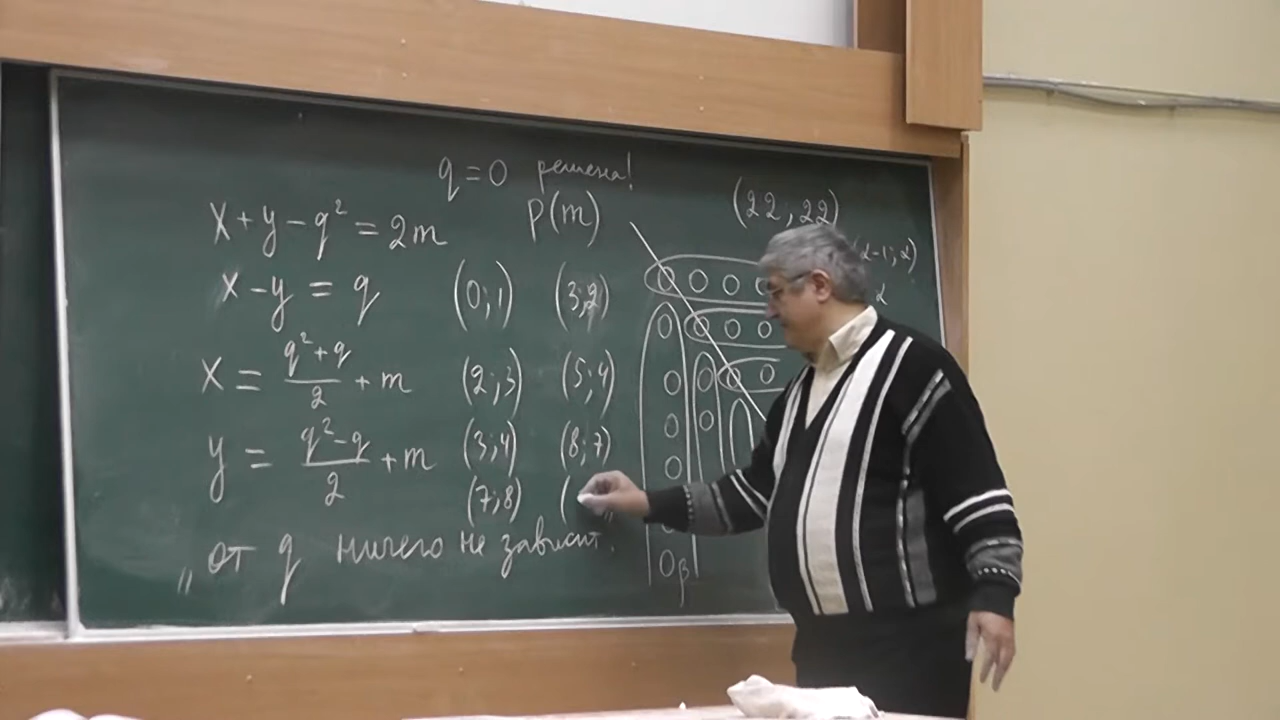 q = 0 решена!
x + y - q² = 2m
P(m)
(22; 22)
x - y = q
(0; 1) (3; 2)
(α-1; α)
α
x = (q² + q)/2 + m
(2; 3) (5; 4)
y = (q² - q)/2 + m
(3; 4) (8; 7)
(7; 8) (
„ от q ничего не зависит."
β